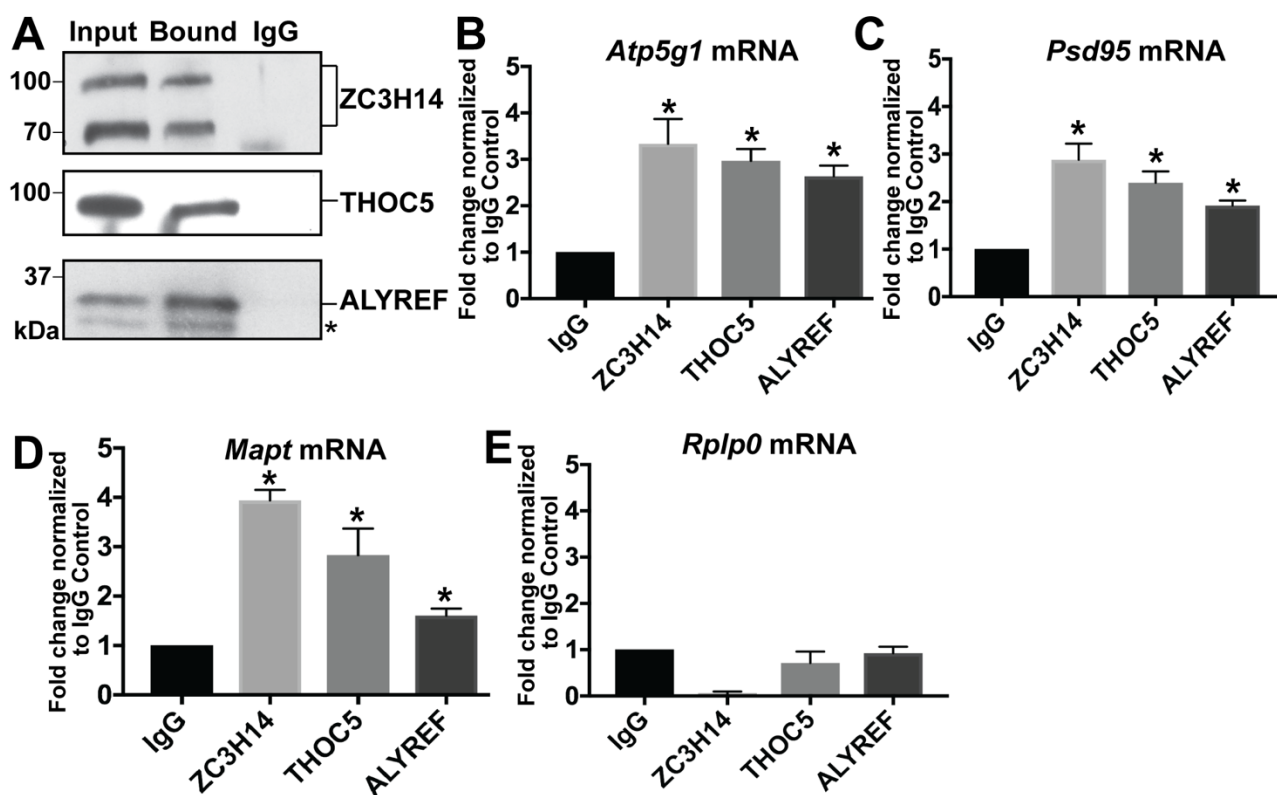 A
Input Bound IgG
100
70
ZC3H14
100
THOC5
37
ALYREF
kDa
*
B
Atp5g1 mRNA
Fold change normalized
to IgG Control
5
4
3
2
1
0
*
*
*
IgG
ZC3H14
THOC5
ALYREF
C
Psd95 mRNA
Fold change normalized
to IgG Control
5
4
3
2
1
0
*
*
*
IgG
ZC3H14
THOC5
ALYREF
D
Mapt mRNA
Fold change normalized
to IgG Control
5
4
3
2
1
0
*
*
*
IgG
ZC3H14
THOC5
ALYREF
E
Rplp0 mRNA
Fold change normalized
to IgG Control
5
4
3
2
1
0
IgG
ZC3H14
THOC5
ALYREF